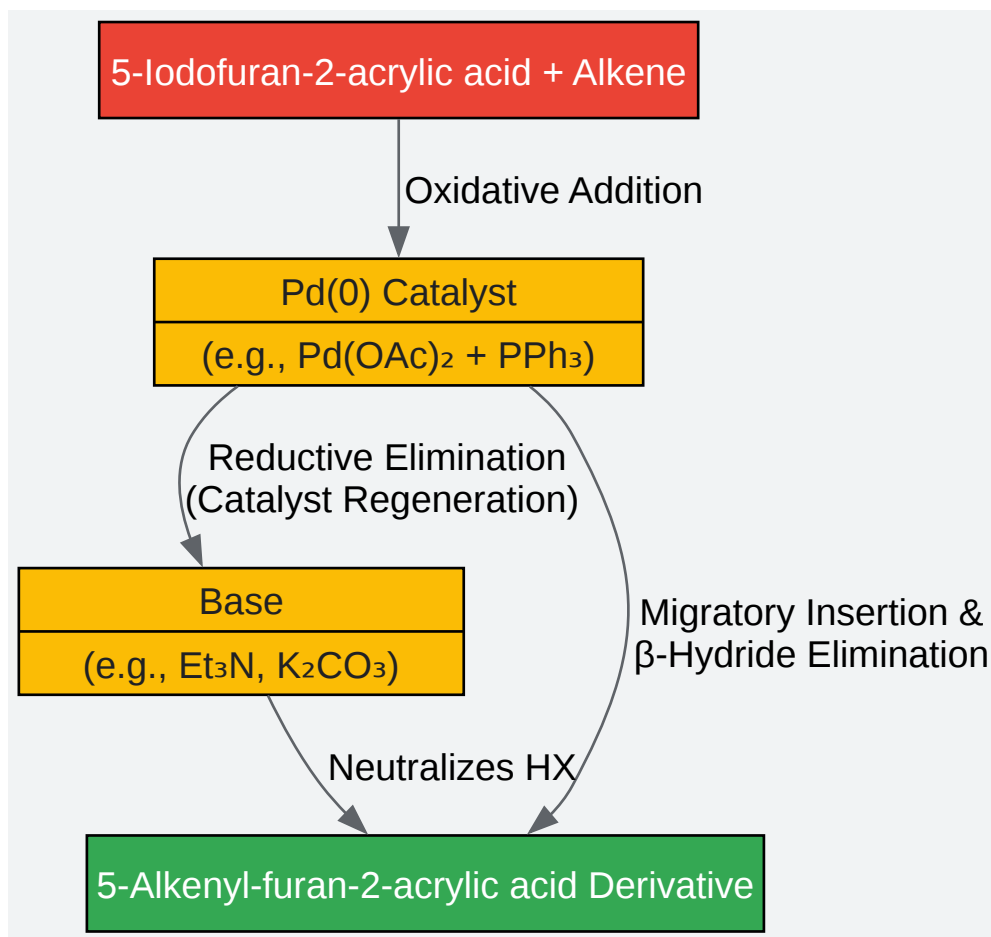 5-Iodofuran-2-acrylic acid + Alkene
Oxidative Addition
Pd(0) Catalyst
(e.g., Pd(OAc)₂ + PPh₃)
Reductive Elimination
(Catalyst Regeneration)
Base
(e.g., Et₃N, K₂CO₃)
Migratory Insertion &
β-Hydride Elimination
Neutralizes HX
5-Alkenyl-furan-2-acrylic acid Derivative